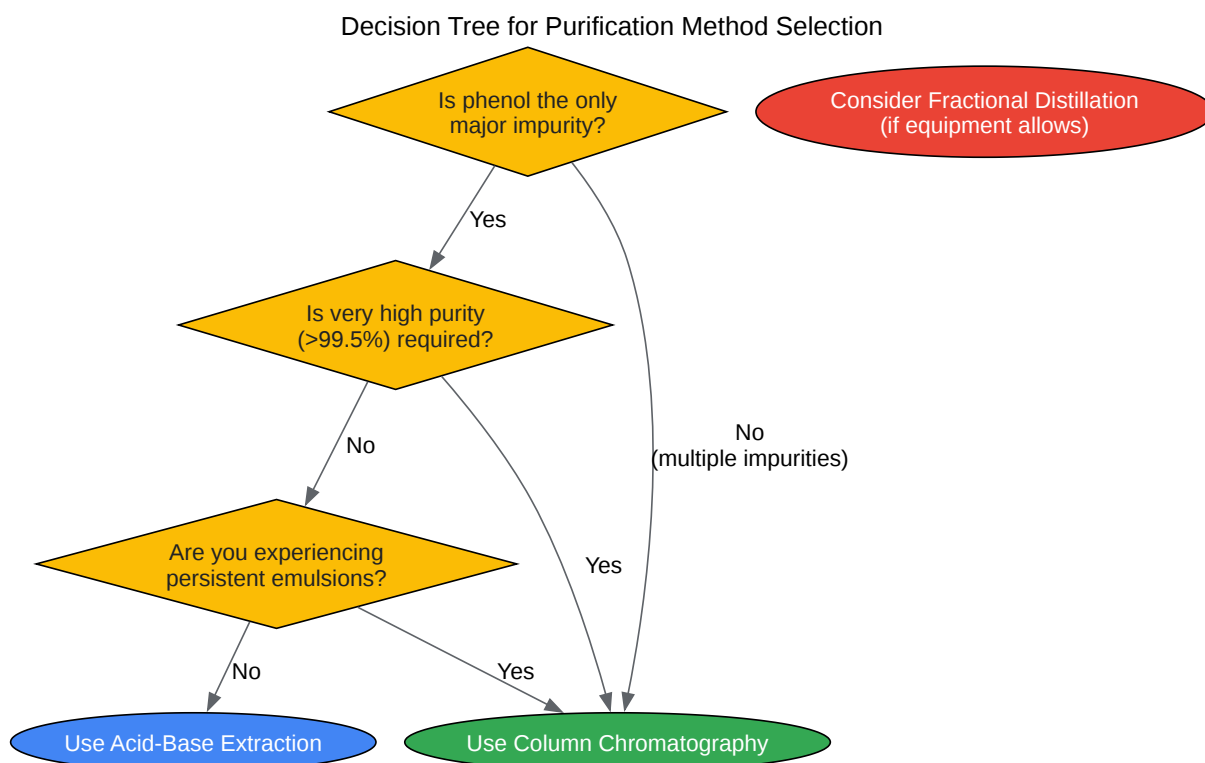 Decision Tree for Purification Method Selection
Is phenol the only
major impurity?
Consider Fractional Distillation
(if equipment allows)
Yes
Is very high purity
(>99.5%) required?
No
No
(multiple impurities)
Are you experiencing
persistent emulsions?
Yes
No
Yes
Use Acid-Base Extraction
Use Column Chromatography